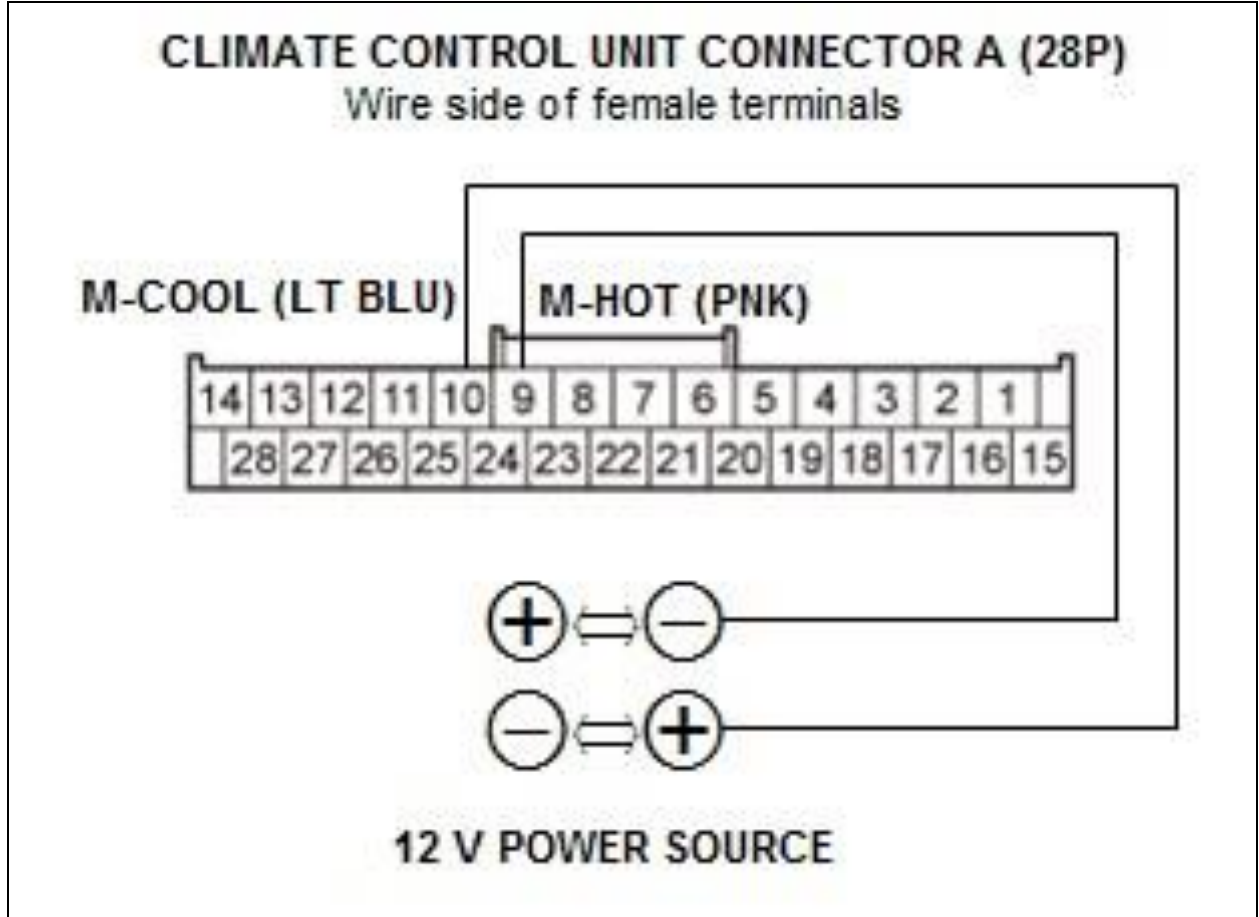 CLIMATE CONTROL UNIT CONNECTOR A (28P)
Wire side of female terminals
M-COOL (LT BLU)
M-HOT (PNK)
14 13 12 11 10 9 8 7 6 5 4 3 2 1
28 27 26 25 24 23 22 21 20 19 18 17 16 15
+ −
− +
12 V POWER SOURCE